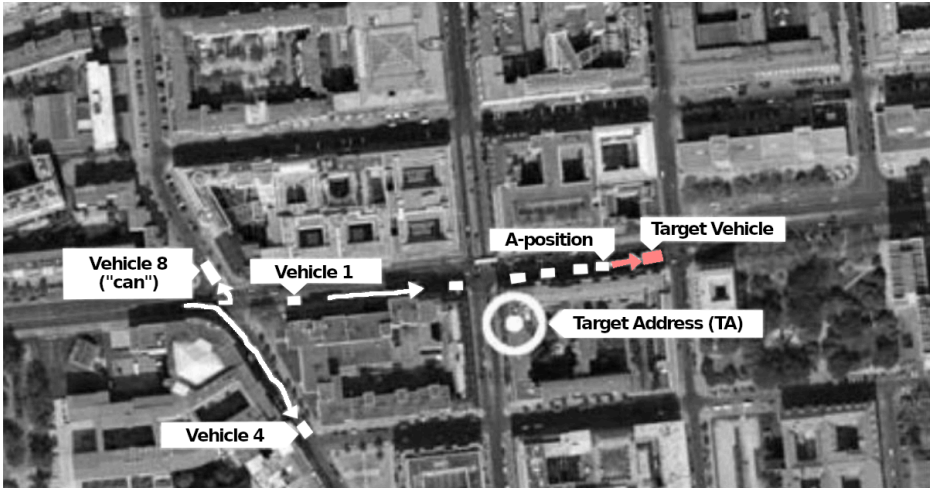 A-position
Target Vehicle
Vehicle 8
("can")
Vehicle 1
Target Address (TA)
Vehicle 4